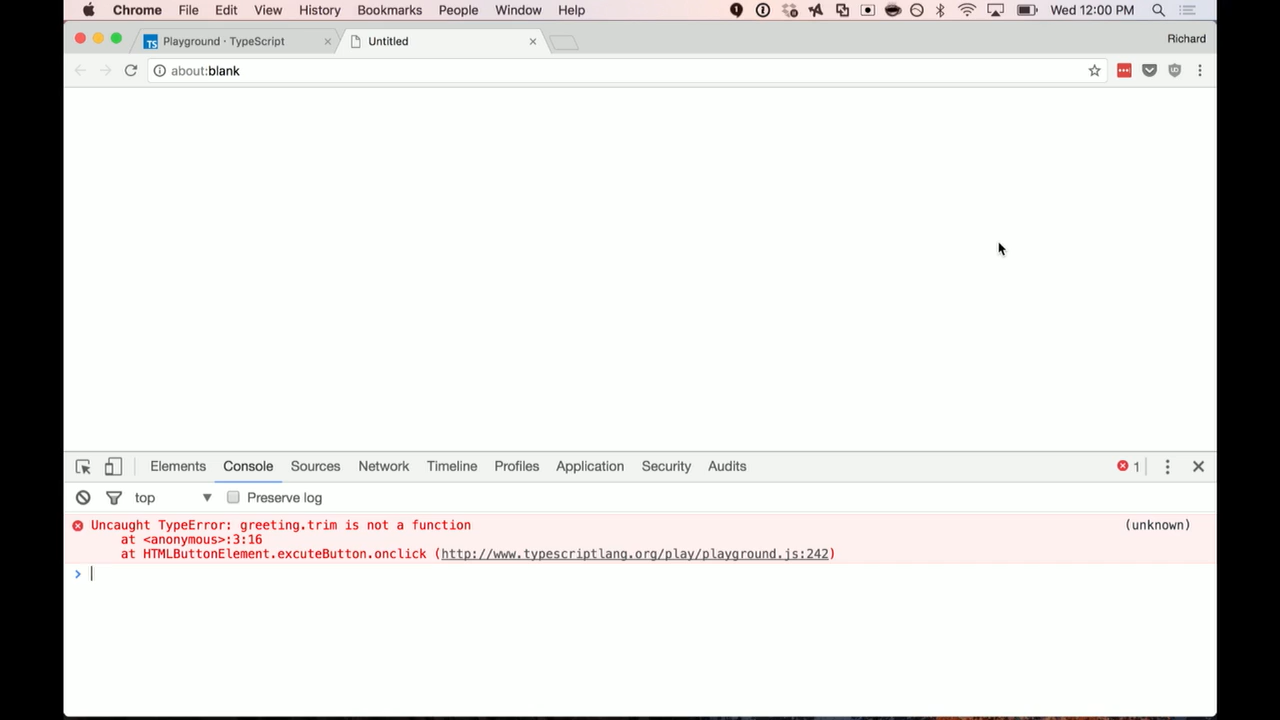 Chrome File Edit View History Bookmarks People Window Help Wed 12:00 PM
TS Playground · TypeScript × Untitled × Richard
about:blank
Elements Console Sources Network Timeline Profiles Application Security Audits 1
top Preserve log
Uncaught TypeError: greeting.trim is not a function (unknown)
at <anonymous>:3:16
at HTMLButtonElement.excuteButton.onclick (http://www.typescriptlang.org/play/playground.js:242)
>